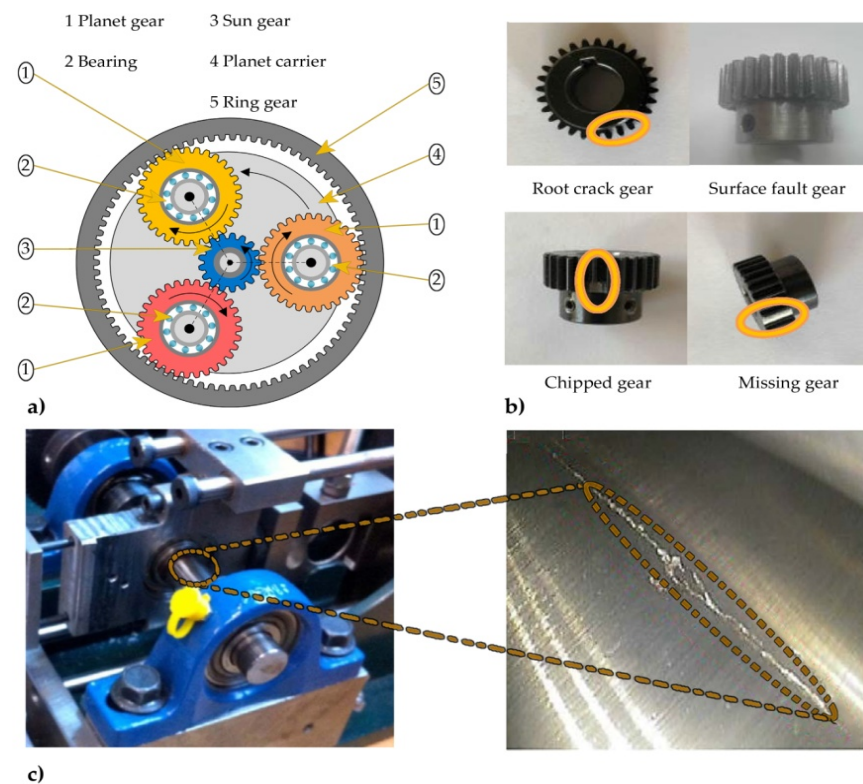 1 Planet gear 3 Sun gear
2 Bearing 4 Planet carrier
5 Ring gear
1
5
2
4
1
3
2
2
1
a)
Root crack gear Surface fault gear
Chipped gear Missing gear
b)
c)